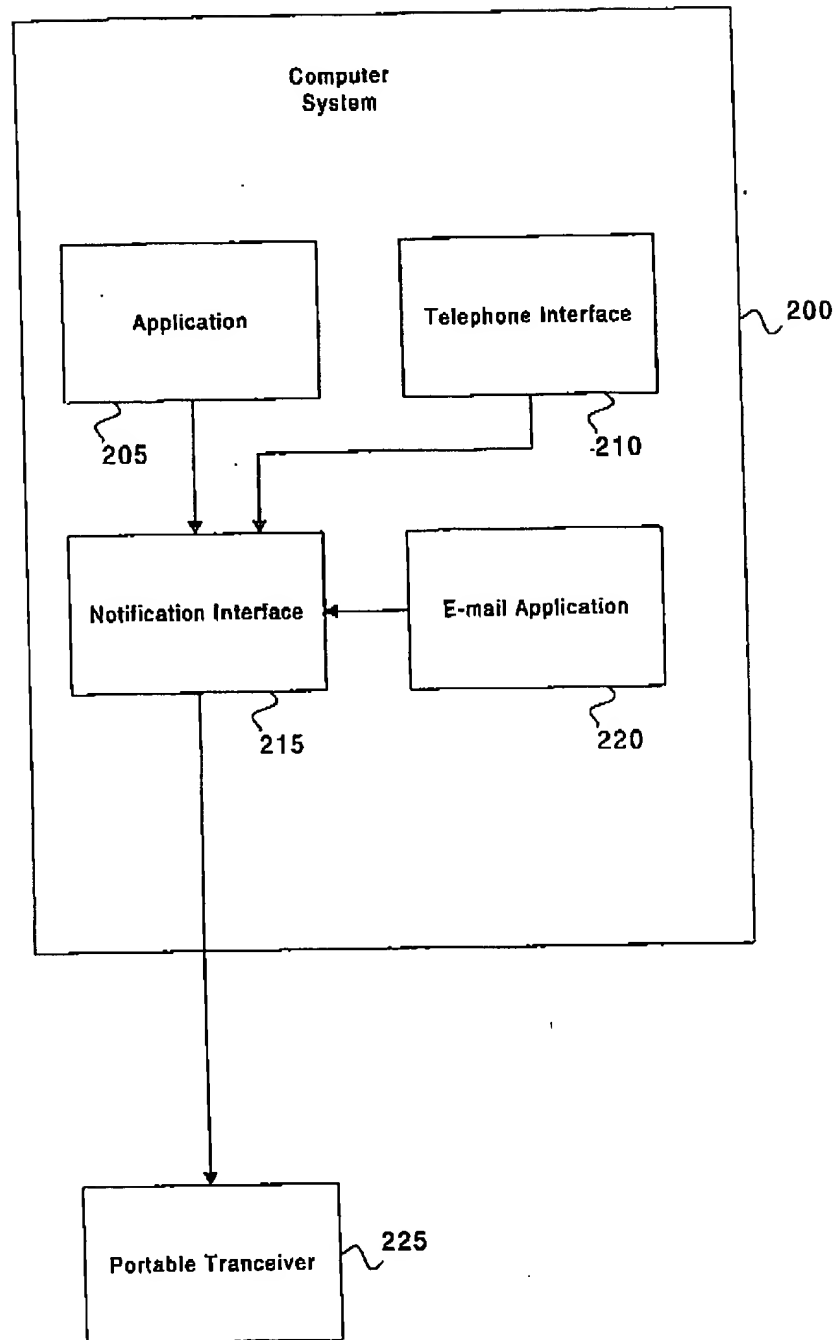 Computer
System
Application
Telephone Interface
200
205
210
Notification Interface
E-mail Application
215
220
Portable Tranceiver
225